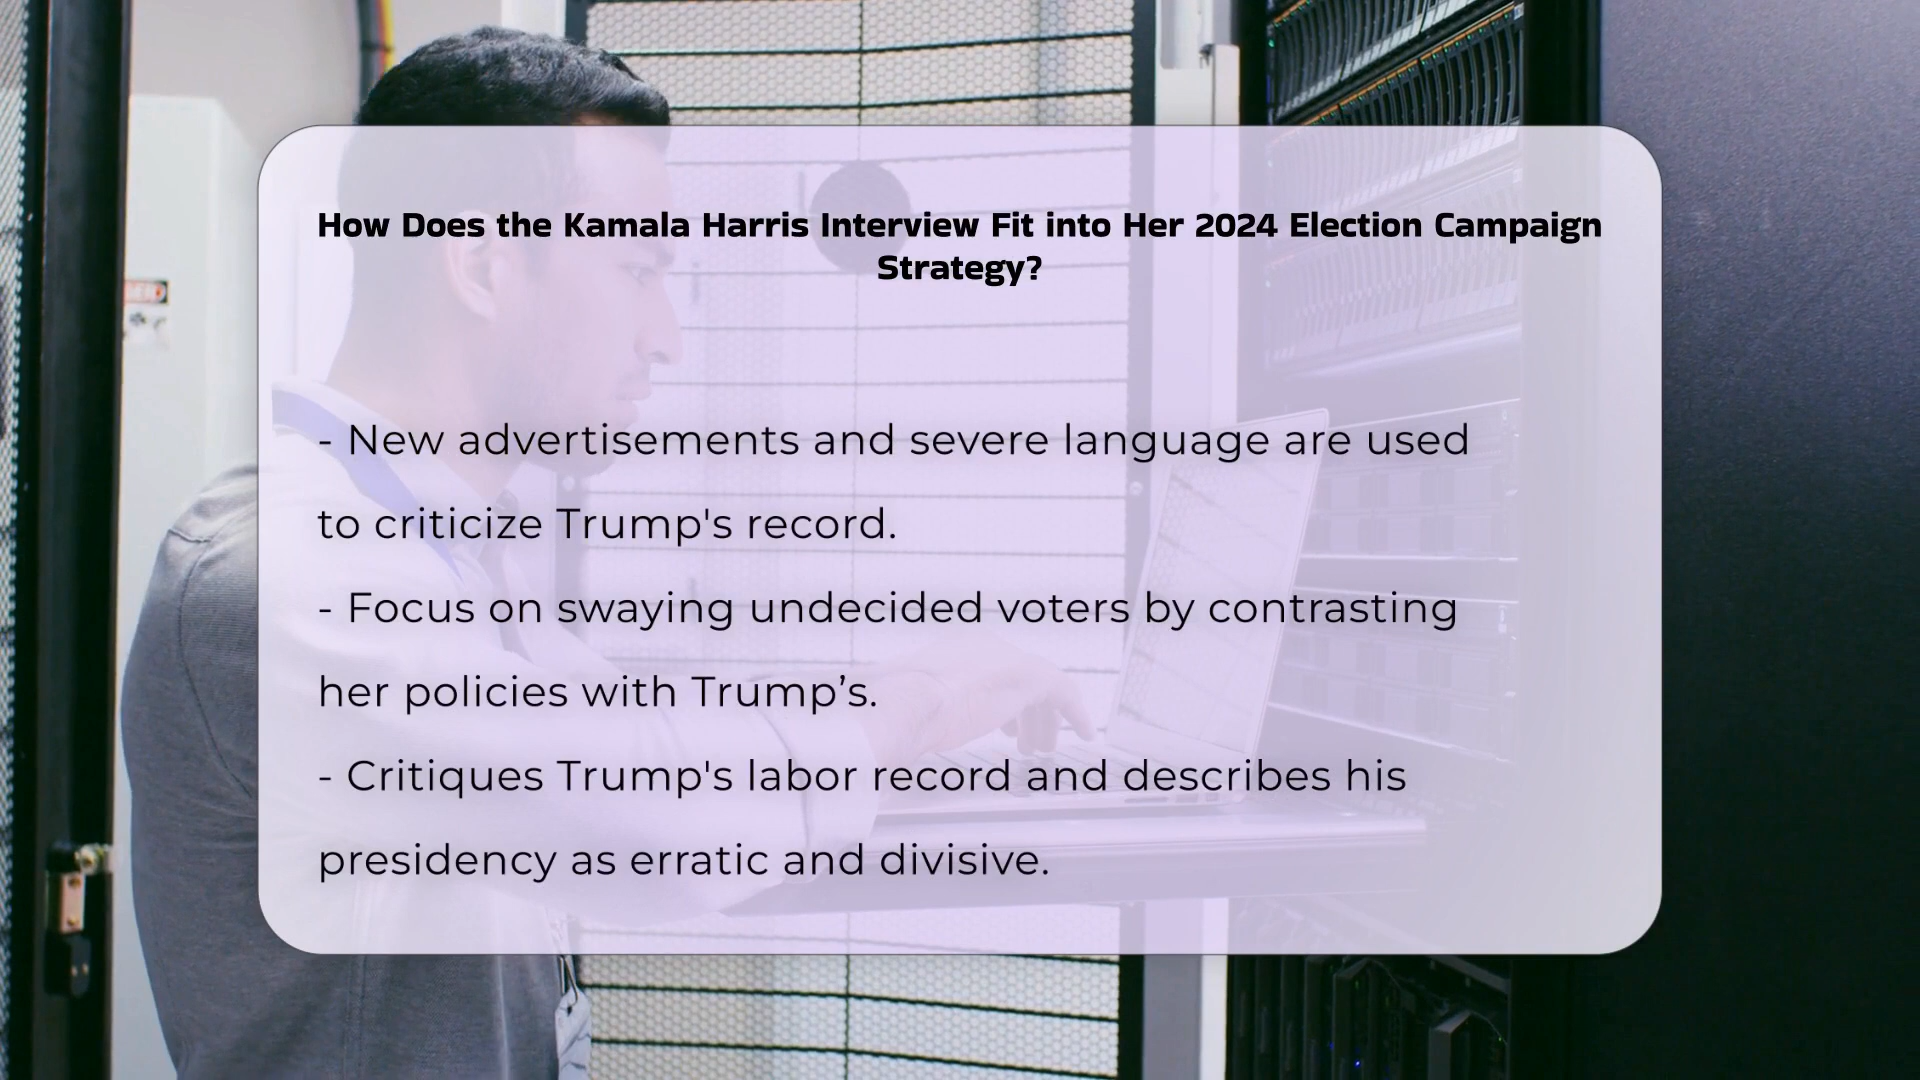 How Does the Kamala Harris Interview Fit into Her 2024 Election Campaign
Strategy?
- New advertisements and severe language are used
to criticize Trump's record.
- Focus on swaying undecided voters by contrasting
her policies with Trump’s.
- Critiques Trump's labor record and describes his
presidency as erratic and divisive.